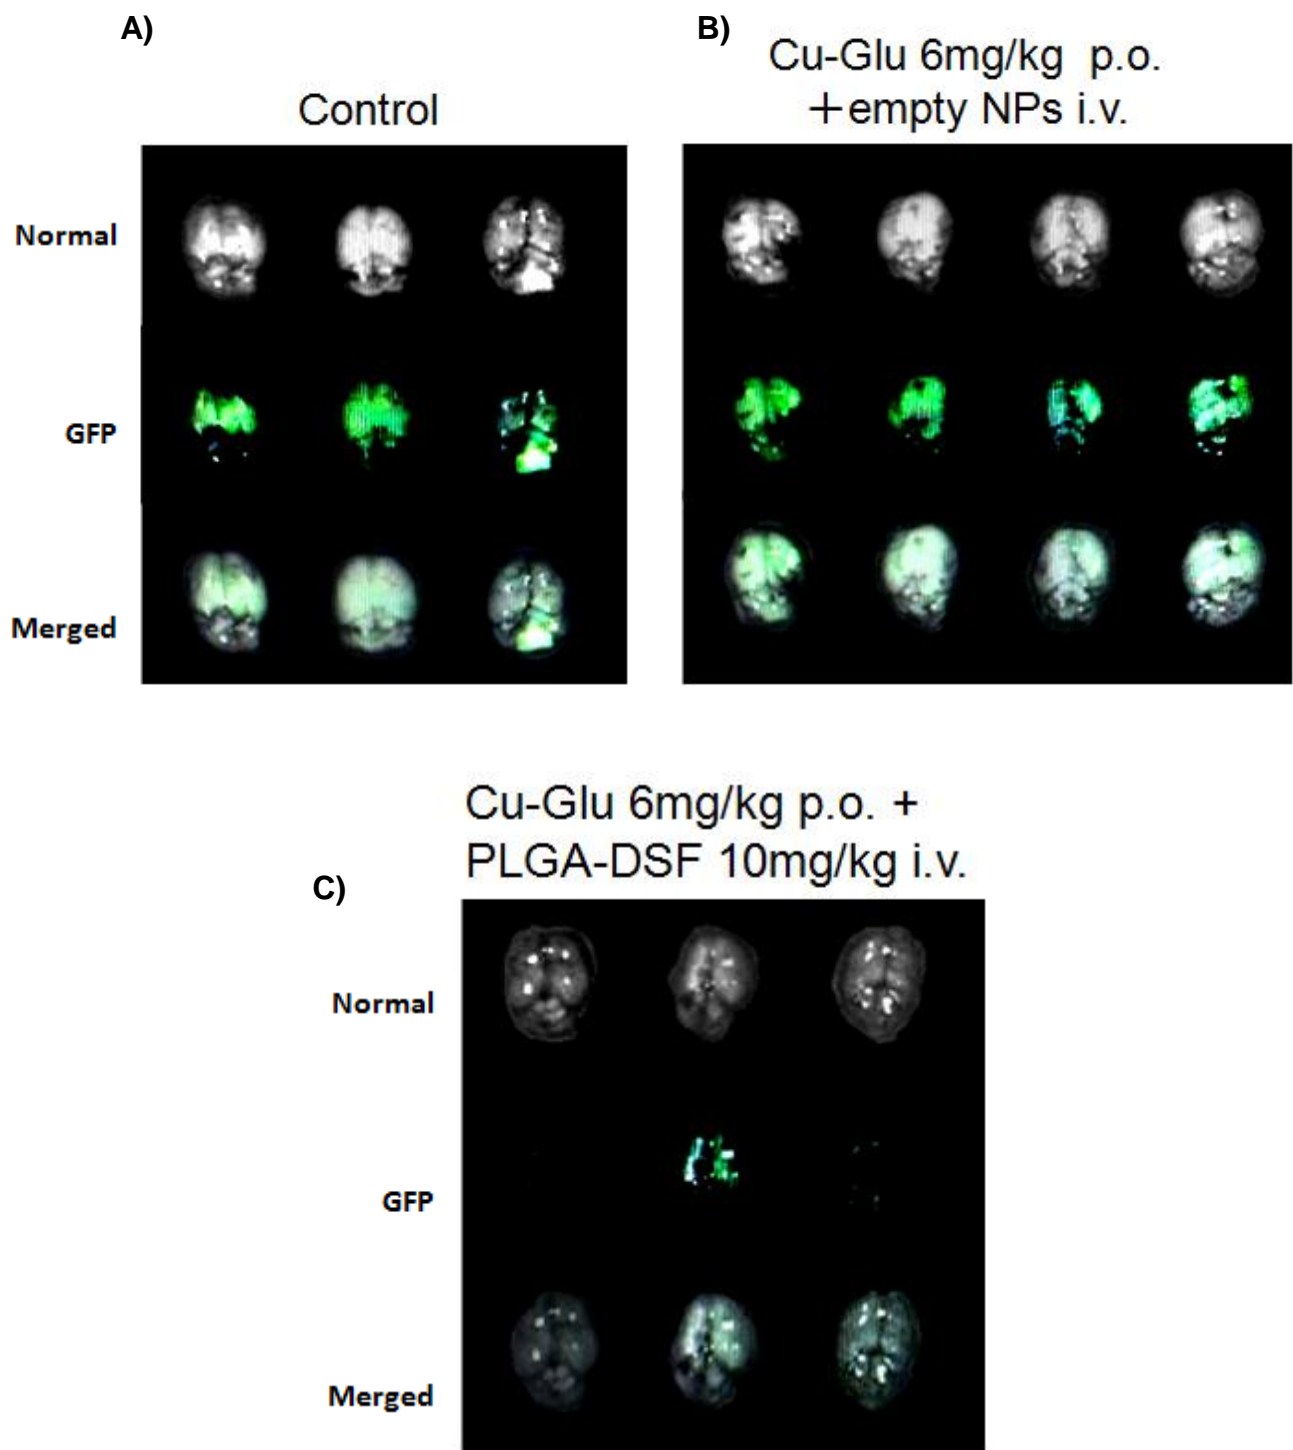 A)
Control
Normal
GFP
Merged
B)
Cu-Glu 6mg/kg p.o.
+empty NPs i.v.
C)
Cu-Glu 6mg/kg p.o. +
PLGA-DSF 10mg/kg i.v.
Normal
GFP
Merged